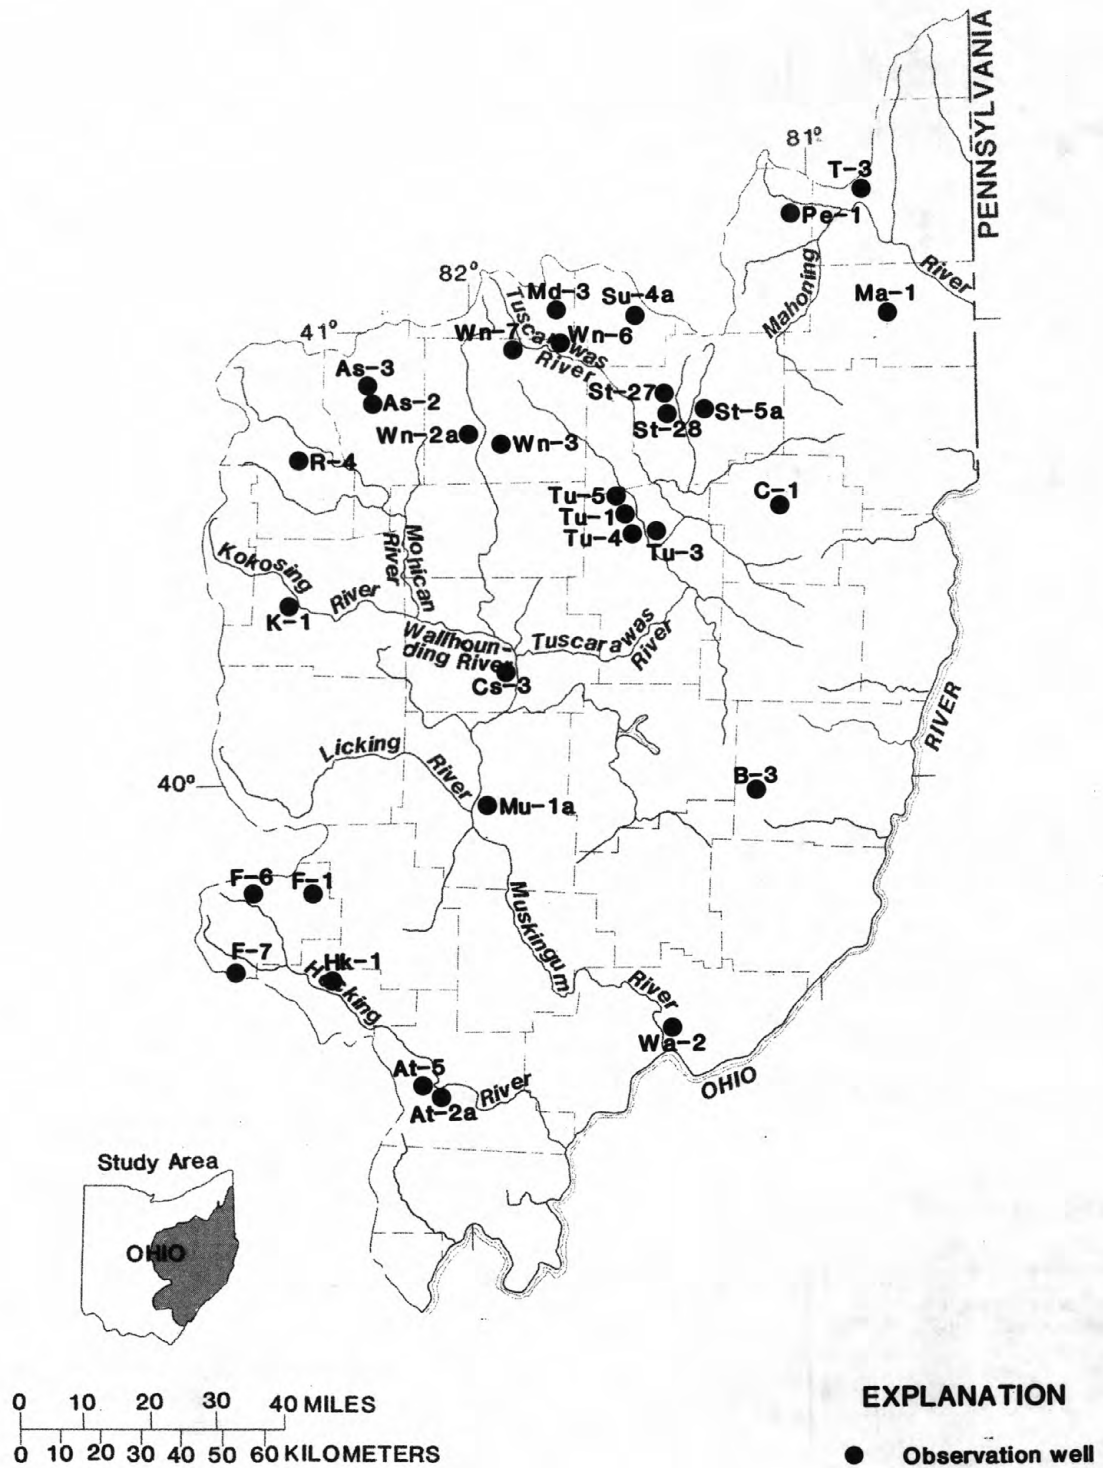 PENNSYLVANIA
81°
T-3
Pe-1
River
82°
Mahoning
Md-3
Su-4a
Ma-1
Tuscarawas
River
41°
Wn-7
Wn-6
As-3
As-2
St-27
St-5a
St-28
Wn-2a
Wn-3
R-4
Tu-5
C-1
Tu-1
Tu-4
Tu-3
Mohican
River
Kokosing
River
K-1
Wallhoun-
ding River
Tuscarawas
River
Cs-3
RIVER
Licking
River
40°
B-3
Mu-1a
F-6
F-1
Muskingum
River
F-7
Hk-1
Hocking
Wa-2
At-5
River
At-2a
OHIO
Study Area
OHIO
0 10 20 30 40 MILES
0 10 20 30 40 50 60 KILOMETERS
EXPLANATION
Observation well